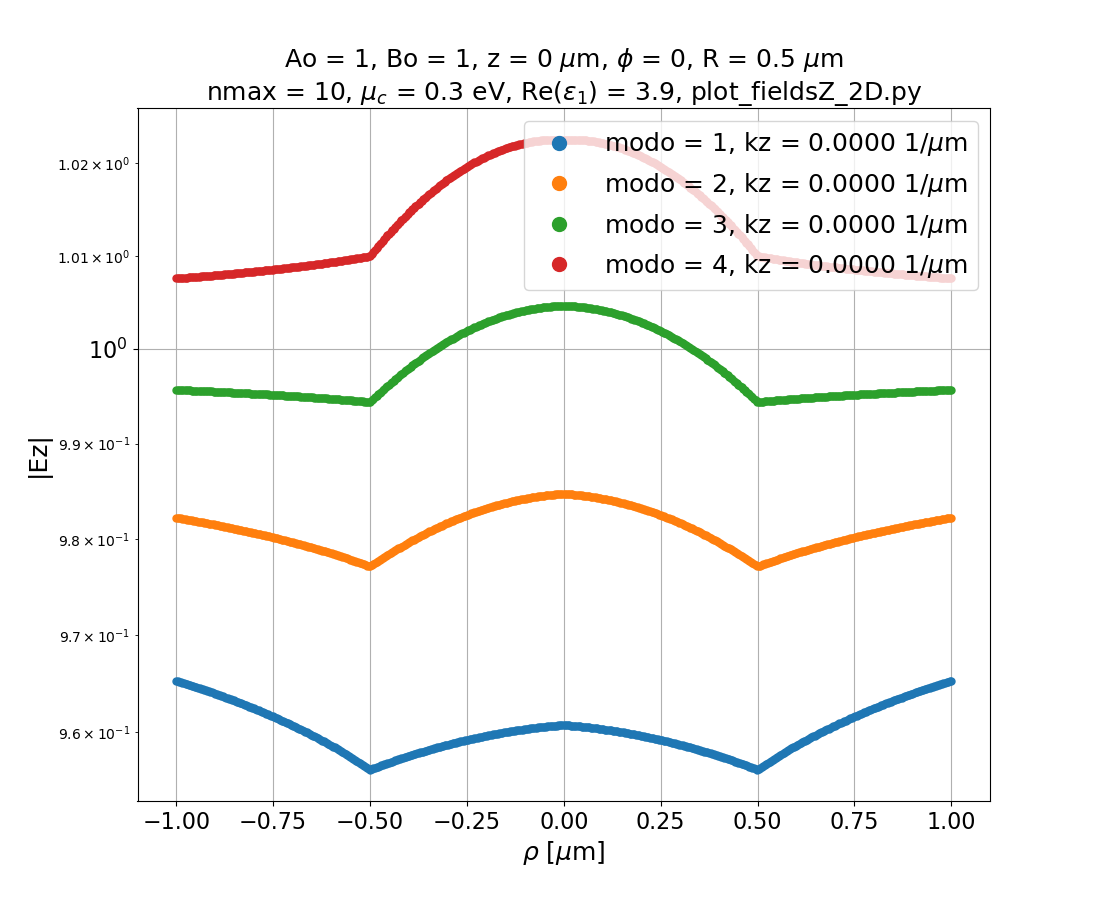 Ao = 1, Bo = 1, z = 0 μm, ϕ = 0, R = 0.5 μm
nmax = 10, μc = 0.3 eV, Re(ε₁) = 3.9, plot_fieldsZ_2D.py
modo = 1, kz = 0.0000 1/μm
modo = 2, kz = 0.0000 1/μm
modo = 3, kz = 0.0000 1/μm
modo = 4, kz = 0.0000 1/μm
1.02 × 10⁰
1.01 × 10⁰
10⁰
9.9 × 10⁻¹
9.8 × 10⁻¹
9.7 × 10⁻¹
9.6 × 10⁻¹
|Ez|
−1.00 −0.75 −0.50 −0.25 0.00 0.25 0.50 0.75 1.00
ρ [μm]